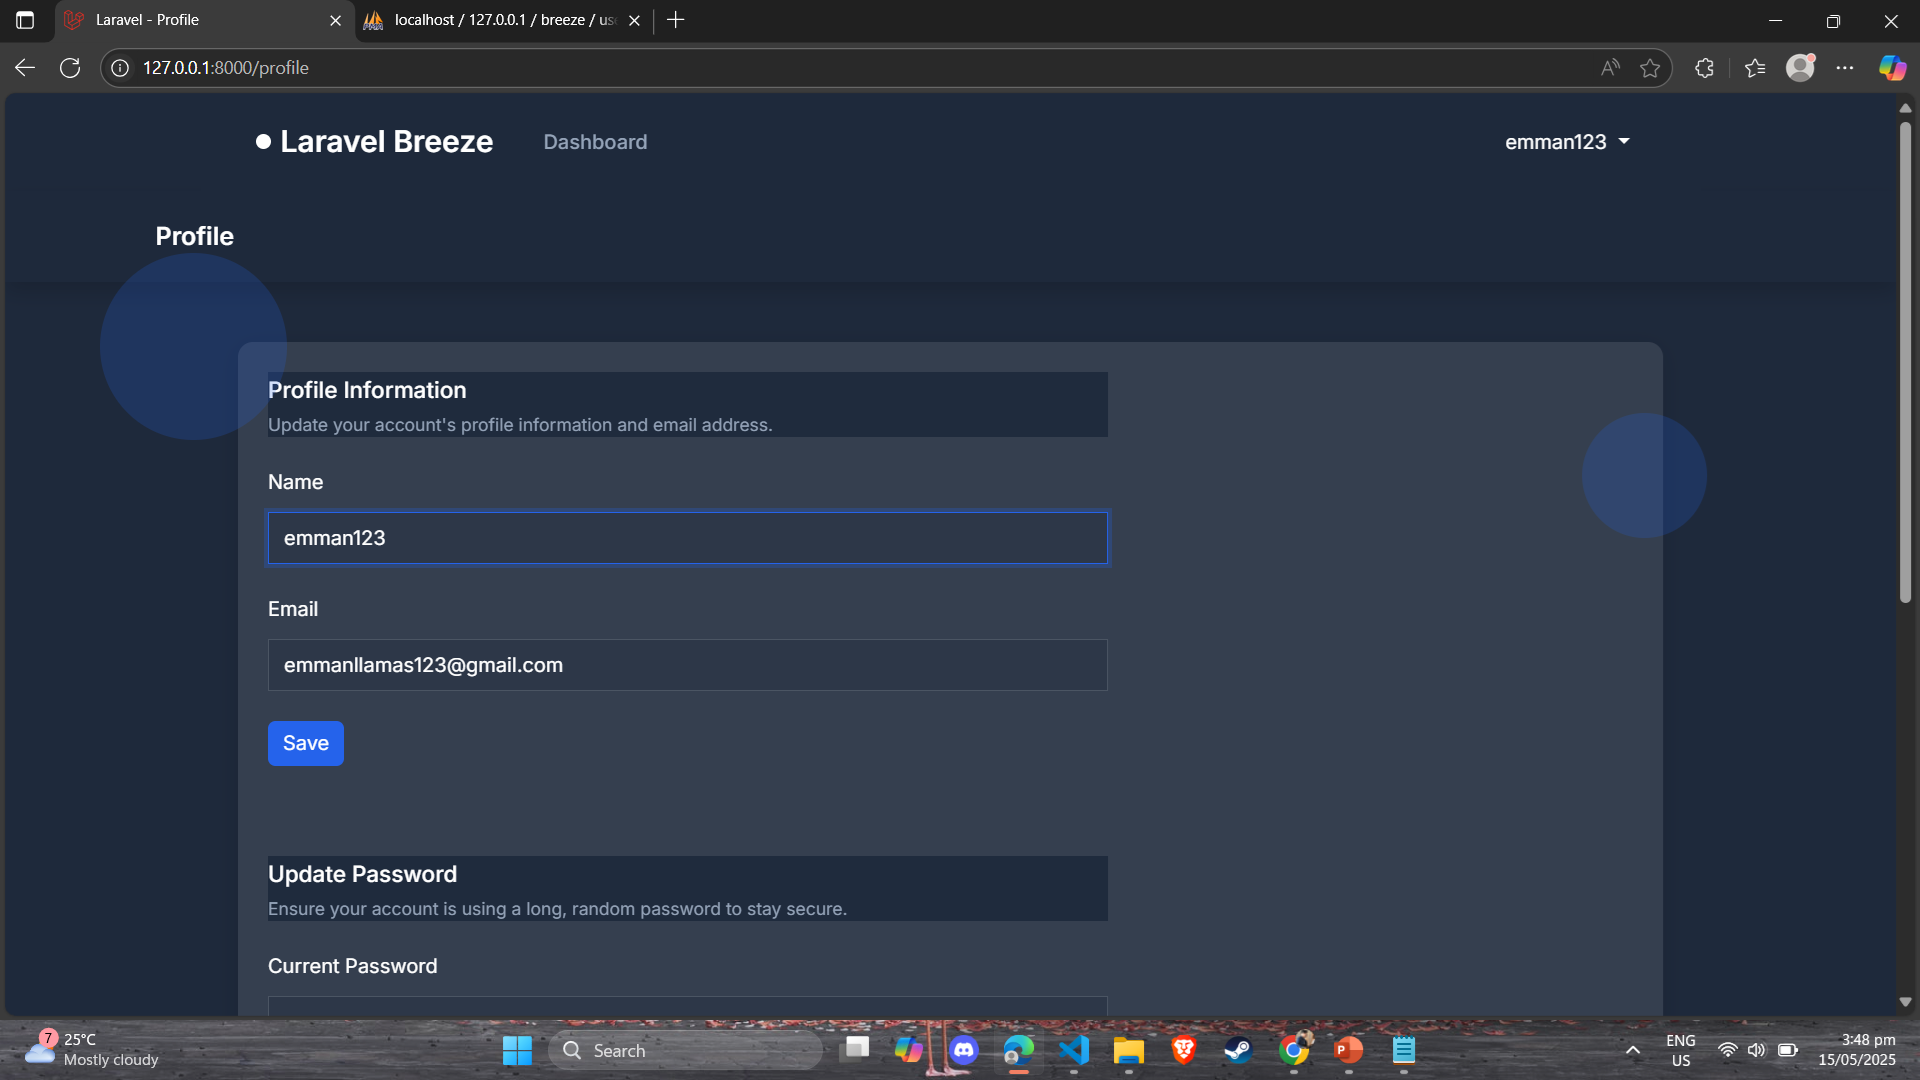 Laravel - Profile
localhost / 127.0.0.1 / breeze / us
127.0.0.1:8000/profile
Laravel Breeze
Dashboard
emman123
Profile
Profile Information
Update your account's profile information and email address.
Name
emman123
Email
emmanllamas123@gmail.com
Save
Update Password
Ensure your account is using a long, random password to stay secure.
Current Password
7
25°C
Mostly cloudy
Search
ENG
US
3:48 pm
15/05/2025